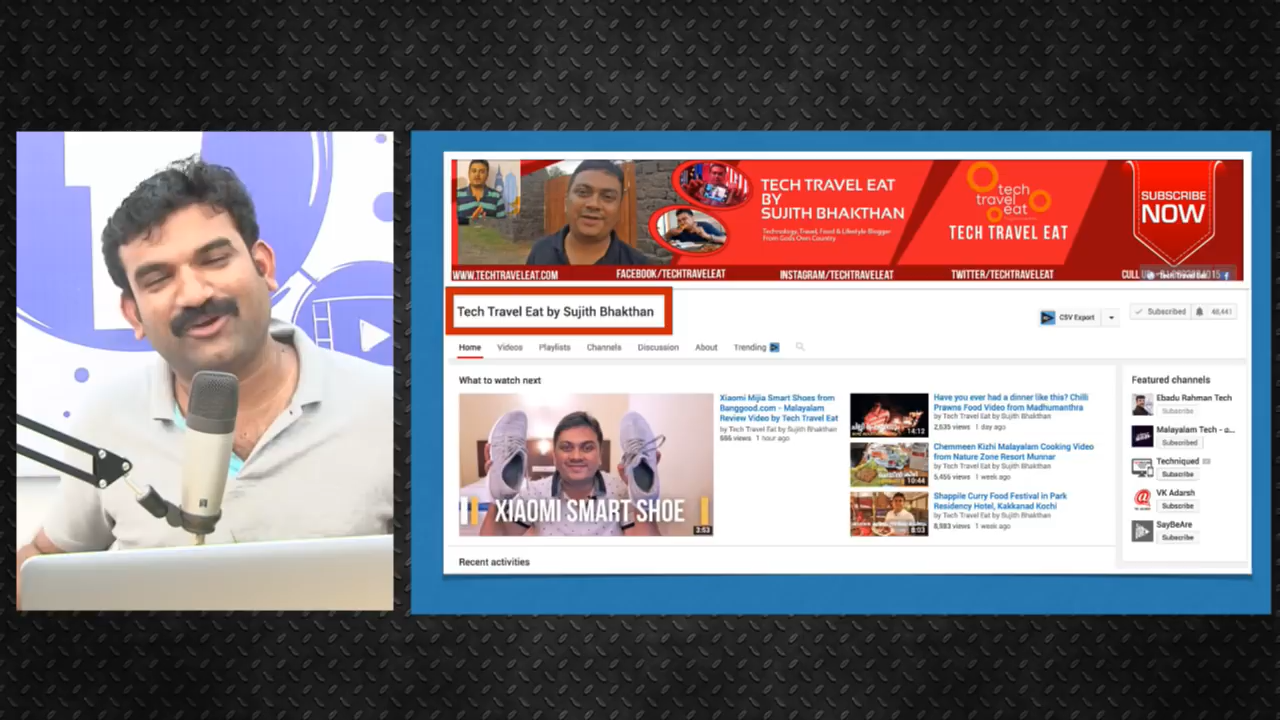 TECH TRAVEL EAT
BY
SUJITH BHAKTHAN
Technology, Travel, Food & Lifestyle Blogger
From Gods Own Country
tech
travel
eat
TECH TRAVEL EAT
SUBSCRIBE
NOW
WWW.TECHTRAVELEAT.COM
FACEBOOK/TECHTRAVELEAT
INSTAGRAM/TECHTRAVELEAT
TWITTER/TECHTRAVELEAT
Tech Travel Eat by Sujith Bhakthan
CSV Export
Subscribed
48,441
Home Videos Playlists Channels Discussion About Trending
What to watch next
XIAOMI SMART SHOE
2:53
Xiaomi Mijia Smart Shoes from
Banggood.com - Malayalam
Review Video by Tech Travel Eat
by Tech Travel Eat by Sujith Bhakthan
views 1 hour ago
14:12
Have you ever had a dinner like this? Chilli
Prawns Food Video from Madhumanthra
by Tech Travel Eat by Sujith Bhakthan
2,535 views 1 day ago
10:44
Chemmeen Kizhi Malayalam Cooking Video
from Nature Zone Resort Munnar
by Tech Travel Eat by Sujith Bhakthan
5,455 views 1 week ago
8:03
Shappile Curry Food Festival in Park
Residency Hotel, Kakkanad Kochi
by Tech Travel Eat by Sujith Bhakthan
8,593 views 1 week ago
Featured channels
Ebadu Rahman Tech
Subscribe
Malayalam Tech - a...
Subscribed
Techniqued
Subscribe
VK Adarsh
Subscribe
SayBeAre
Subscribe
Recent activities